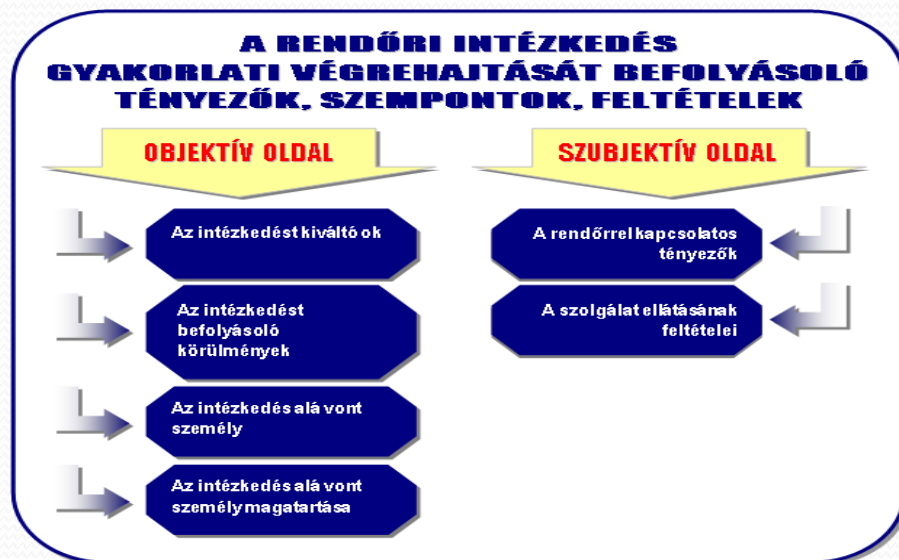 A RENDŐRI INTÉZKEDÉS
GYAKORLATI VÉGREHAJTÁSÁT BEFOLYÁSOLÓ
TÉNYEZŐK, SZEMPONTOK, FELTÉTELEK
OBJEKTÍV OLDAL
Az intézkedést kiváltó ok
Az intézkedést
befolyásoló
körülmények
Az intézkedés alá vont
személy
Az intézkedés alá vont
személy magatartása
SZUBJEKTÍV OLDAL
A rendőrrel kapcsolatos
tényezők
A szolgálat ellátásának
feltételei